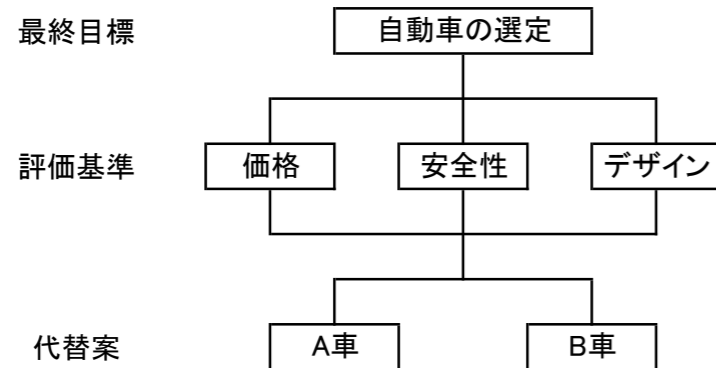 最終目標
自動車の選定
評価基準
価格
安全性
デザイン
代替案
A車
B車